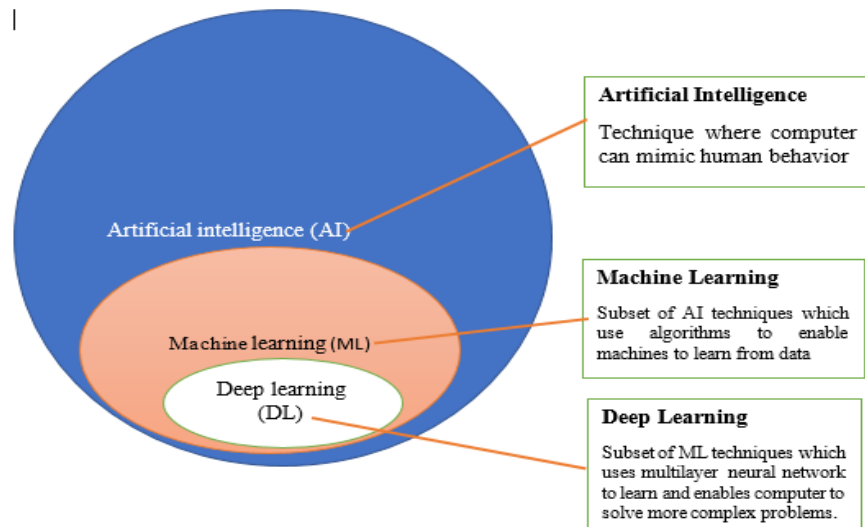 Artificial Intelligence
Technique where computer
can mimic human behavior
Artificial intelligence (AI)
Machine Learning
Subset of AI techniques which
use algorithms to enable
machines to learn from data
Machine learning (ML)
Deep learning
(DL)
Deep Learning
Subset of ML techniques which
uses multilayer neural network
to learn and enables computer to
solve more complex problems.